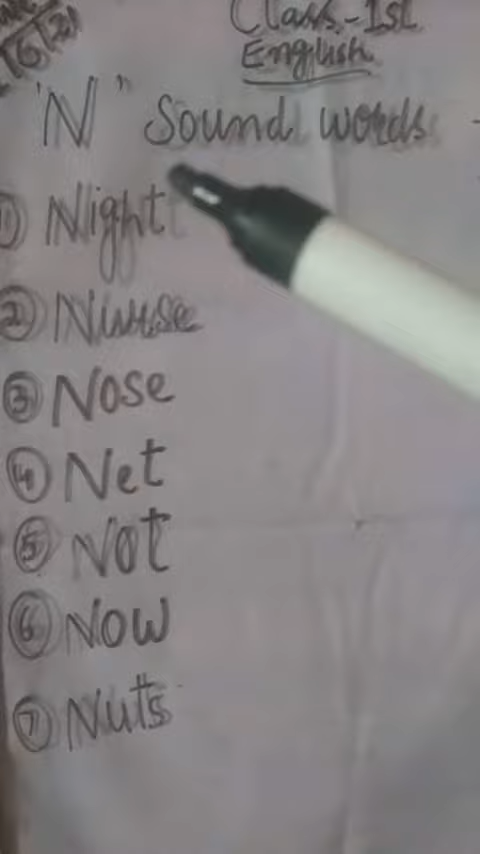 Class-1st
English
"N" Sound words
① Night
② Nurse
③ Nose
④ Net
⑤ Not
⑥ Now
⑦ Nuts